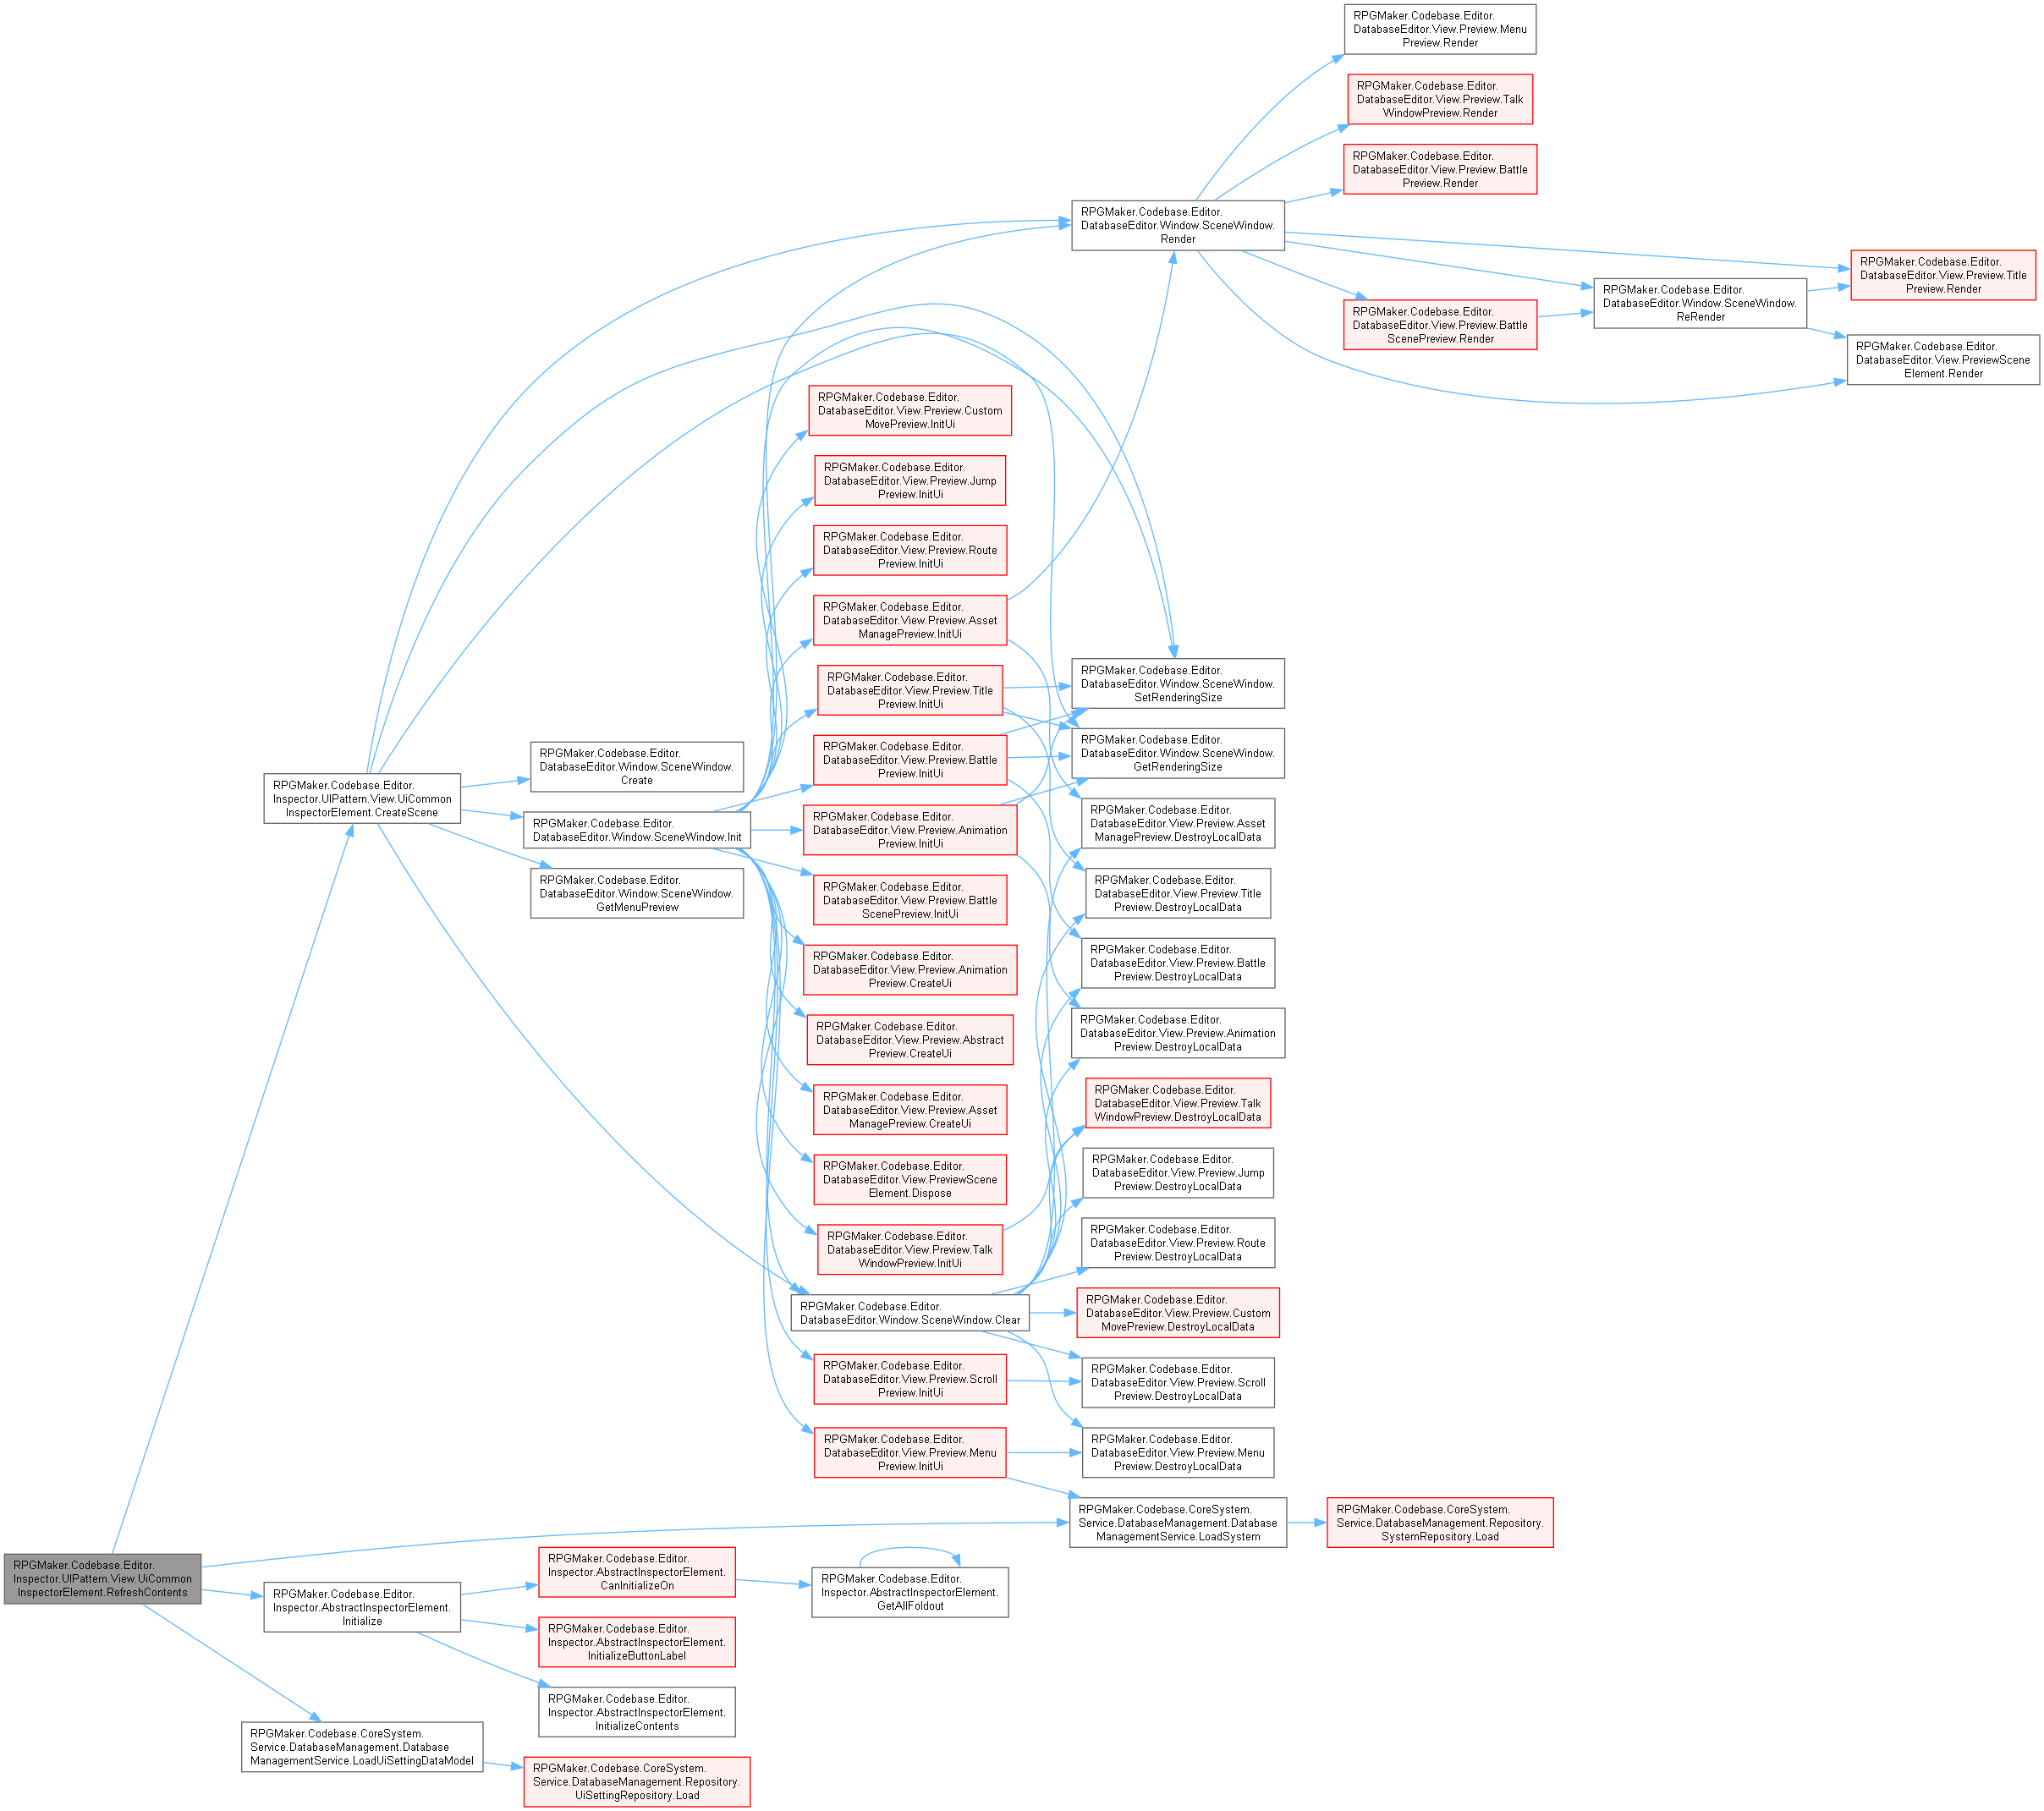 RPGMaker.Codebase.Editor.
DatabaseEditor.View.Preview.Menu
Preview.Render
RPGMaker.Codebase.Editor.
DatabaseEditor.View.Preview.Talk
WindowPreview.Render
RPGMaker.Codebase.Editor.
DatabaseEditor.View.Preview.Battle
Preview.Render
RPGMaker.Codebase.Editor.
DatabaseEditor.Window.SceneWindow.
Render
RPGMaker.Codebase.Editor.
DatabaseEditor.View.Preview.Title
Preview.Render
RPGMaker.Codebase.Editor.
DatabaseEditor.Window.SceneWindow.
ReRender
RPGMaker.Codebase.Editor.
DatabaseEditor.View.Preview.Battle
ScenePreview.Render
RPGMaker.Codebase.Editor.
DatabaseEditor.View.PreviewScene
Element.Render
RPGMaker.Codebase.Editor.
DatabaseEditor.View.Preview.Custom
MovePreview.InitUi
RPGMaker.Codebase.Editor.
DatabaseEditor.View.Preview.Jump
Preview.InitUi
RPGMaker.Codebase.Editor.
DatabaseEditor.View.Preview.Route
Preview.InitUi
RPGMaker.Codebase.Editor.
DatabaseEditor.View.Preview.Asset
ManagePreview.InitUi
RPGMaker.Codebase.Editor.
DatabaseEditor.View.Preview.Title
Preview.InitUi
RPGMaker.Codebase.Editor.
DatabaseEditor.Window.SceneWindow.
SetRenderingSize
RPGMaker.Codebase.Editor.
DatabaseEditor.View.Preview.Battle
Preview.InitUi
RPGMaker.Codebase.Editor.
DatabaseEditor.Window.SceneWindow.
GetRenderingSize
RPGMaker.Codebase.Editor.
DatabaseEditor.Window.SceneWindow.
Create
RPGMaker.Codebase.Editor.
Inspector.UIPattern.View.UiCommon
InspectorElement.CreateScene
RPGMaker.Codebase.Editor.
DatabaseEditor.Window.SceneWindow.Init
RPGMaker.Codebase.Editor.
DatabaseEditor.View.Preview.Animation
Preview.InitUi
RPGMaker.Codebase.Editor.
DatabaseEditor.View.Preview.Asset
ManagePreview.DestroyLocalData
RPGMaker.Codebase.Editor.
DatabaseEditor.Window.SceneWindow.
GetMenuPreview
RPGMaker.Codebase.Editor.
DatabaseEditor.View.Preview.Battle
ScenePreview.InitUi
RPGMaker.Codebase.Editor.
DatabaseEditor.View.Preview.Title
Preview.DestroyLocalData
RPGMaker.Codebase.Editor.
DatabaseEditor.View.Preview.Animation
Preview.CreateUi
RPGMaker.Codebase.Editor.
DatabaseEditor.View.Preview.Battle
Preview.DestroyLocalData
RPGMaker.Codebase.Editor.
DatabaseEditor.View.Preview.Abstract
Preview.CreateUi
RPGMaker.Codebase.Editor.
DatabaseEditor.View.Preview.Animation
Preview.DestroyLocalData
RPGMaker.Codebase.Editor.
DatabaseEditor.View.Preview.Asset
ManagePreview.CreateUi
RPGMaker.Codebase.Editor.
DatabaseEditor.View.Preview.Talk
WindowPreview.DestroyLocalData
RPGMaker.Codebase.Editor.
DatabaseEditor.View.PreviewScene
Element.Dispose
RPGMaker.Codebase.Editor.
DatabaseEditor.View.Preview.Jump
Preview.DestroyLocalData
RPGMaker.Codebase.Editor.
DatabaseEditor.View.Preview.Talk
WindowPreview.InitUi
RPGMaker.Codebase.Editor.
DatabaseEditor.View.Preview.Route
Preview.DestroyLocalData
RPGMaker.Codebase.Editor.
DatabaseEditor.Window.SceneWindow.Clear
RPGMaker.Codebase.Editor.
DatabaseEditor.View.Preview.Custom
MovePreview.DestroyLocalData
RPGMaker.Codebase.Editor.
DatabaseEditor.View.Preview.Scroll
Preview.InitUi
RPGMaker.Codebase.Editor.
DatabaseEditor.View.Preview.Scroll
Preview.DestroyLocalData
RPGMaker.Codebase.Editor.
DatabaseEditor.View.Preview.Menu
Preview.InitUi
RPGMaker.Codebase.Editor.
DatabaseEditor.View.Preview.Menu
Preview.DestroyLocalData
RPGMaker.Codebase.CoreSystem.
Service.DatabaseManagement.Database
ManagementService.LoadSystem
RPGMaker.Codebase.CoreSystem.
Service.DatabaseManagement.Repository.
SystemRepository.Load
RPGMaker.Codebase.Editor.
Inspector.UIPattern.View.UiCommon
InspectorElement.RefreshContents
RPGMaker.Codebase.Editor.
Inspector.AbstractInspectorElement.
Initialize
RPGMaker.Codebase.Editor.
Inspector.AbstractInspectorElement.
CanInitializeOn
RPGMaker.Codebase.Editor.
Inspector.AbstractInspectorElement.
GetAllFoldout
RPGMaker.Codebase.Editor.
Inspector.AbstractInspectorElement.
InitializeButtonLabel
RPGMaker.Codebase.Editor.
Inspector.AbstractInspectorElement.
InitializeContents
RPGMaker.Codebase.CoreSystem.
Service.DatabaseManagement.Database
ManagementService.LoadUiSettingDataModel
RPGMaker.Codebase.CoreSystem.
Service.DatabaseManagement.Repository.
UiSettingRepository.Load